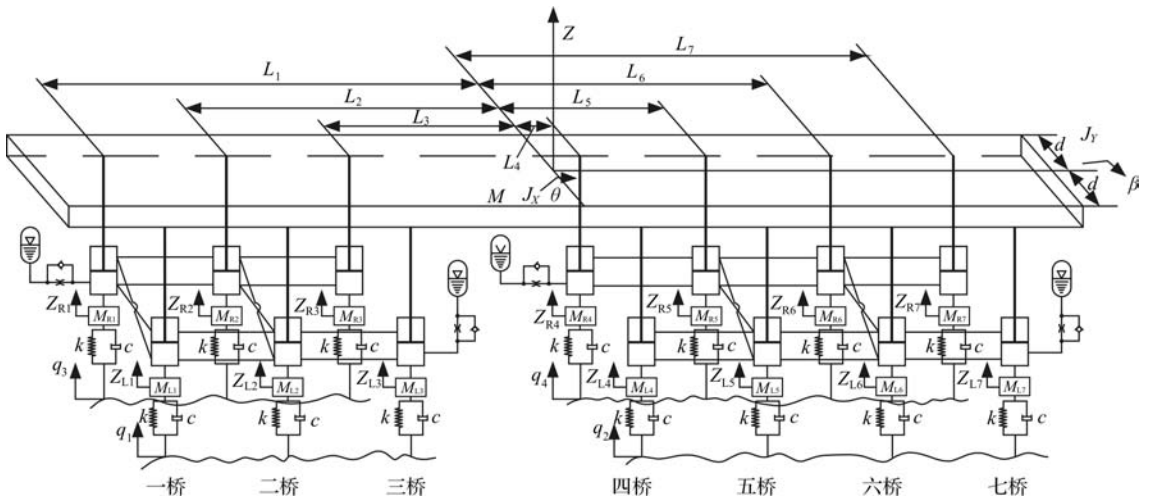 Z
L7
L1
L6
L2
L5
L3
L4
JY
d
d
β
M JX θ
ZR1 MR1 ZR2 MR2 ZR3 MR3 ZR4 MR4 ZR5 MR5 ZR6 MR6 ZR7 MR7
k c k c k c k c k c k c k c
q3 ZL1 ML1 ZL2 ML2 ZL3 ML3 q4 ZL4 ML4 ZL5 ML5 ZL6 ML6 ZL7 ML7
q1 k c k c k c q2 k c k c k c k c
一桥 二桥 三桥 四桥 五桥 六桥 七桥